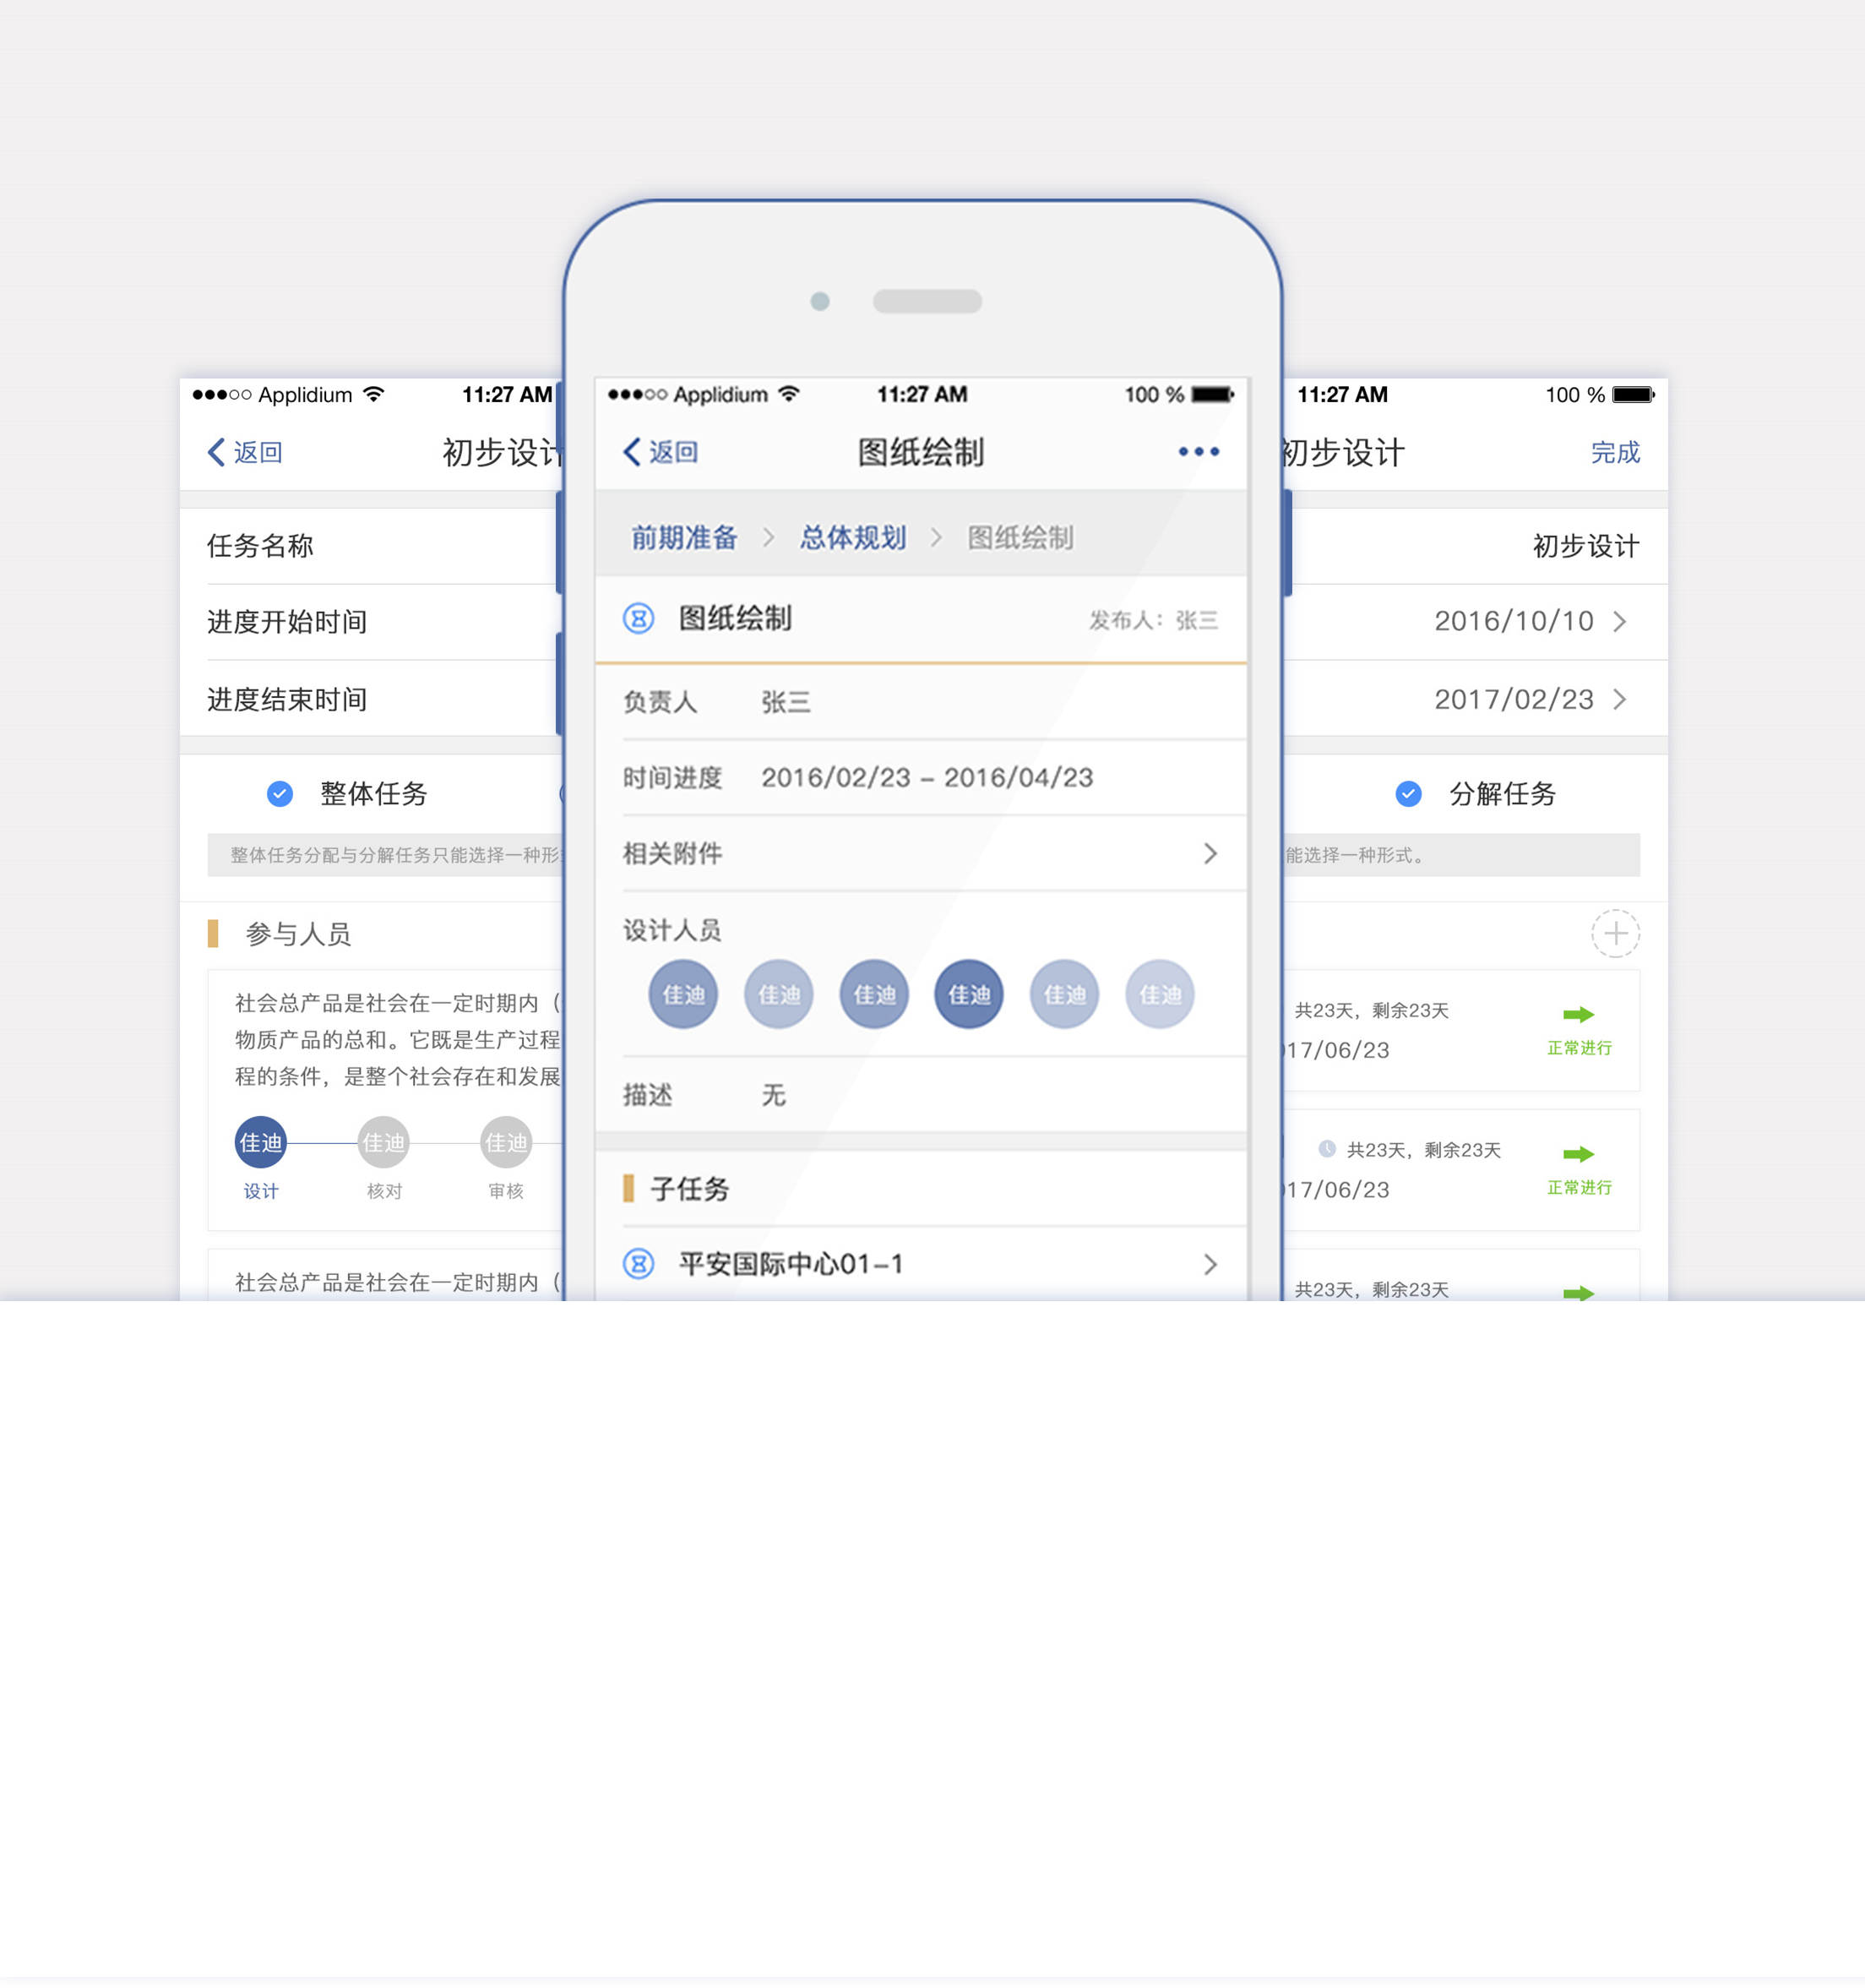 Applidium 11:27 AM
返回 初步设计
任务名称
进度开始时间
进度结束时间
整体任务
整体任务分配与分解任务只能选择一种形
参与人员
社会总产品是社会在一定时期内（
物质产品的总和。它既是生产过程
程的条件，是整个社会存在和发展
佳迪 佳迪 佳迪
设计 核对 审核
社会总产品是社会在一定时期内（
Applidium 11:27 AM 100 %
返回 图纸绘制
前期准备 > 总体规划 > 图纸绘制
图纸绘制 发布人：张三
负责人 张三
时间进度 2016/02/23 – 2016/04/23
相关附件
设计人员
佳迪 佳迪 佳迪 佳迪 佳迪 佳迪
描述 无
子任务
平安国际中心01–1
11:27 AM 100 %
初步设计 完成
初步设计
2016/10/10
2017/02/23
分解任务
能选择一种形式。
共23天，剩余23天
17/06/23
正常进行
共23天，剩余23天
17/06/23
正常进行
共23天，剩余23天